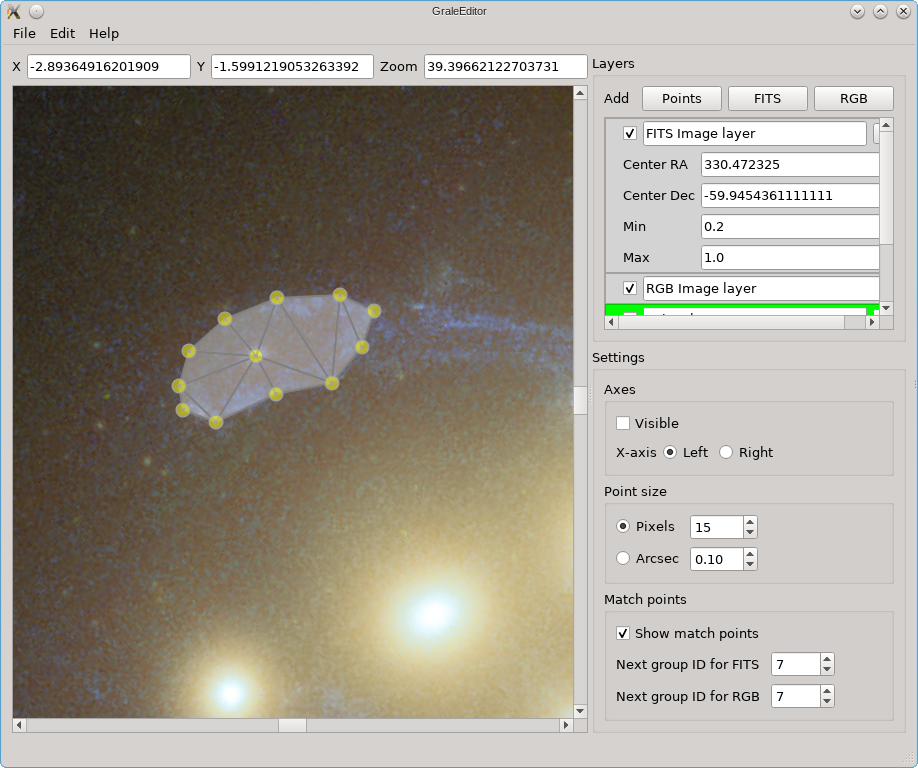 GraleEditor
File Edit Help
X -2.89364916201909 Y -1.5991219053263392 Zoom 39.39662122703731
Layers
Add Points FITS RGB
FITS Image layer
Center RA 330.472325
Center Dec -59.9454361111111
Min 0.2
Max 1.0
RGB Image layer
Settings
Axes
Visible
X-axis Left Right
Point size
Pixels 15
Arcsec 0.10
Match points
Show match points
Next group ID for FITS 7
Next group ID for RGB 7